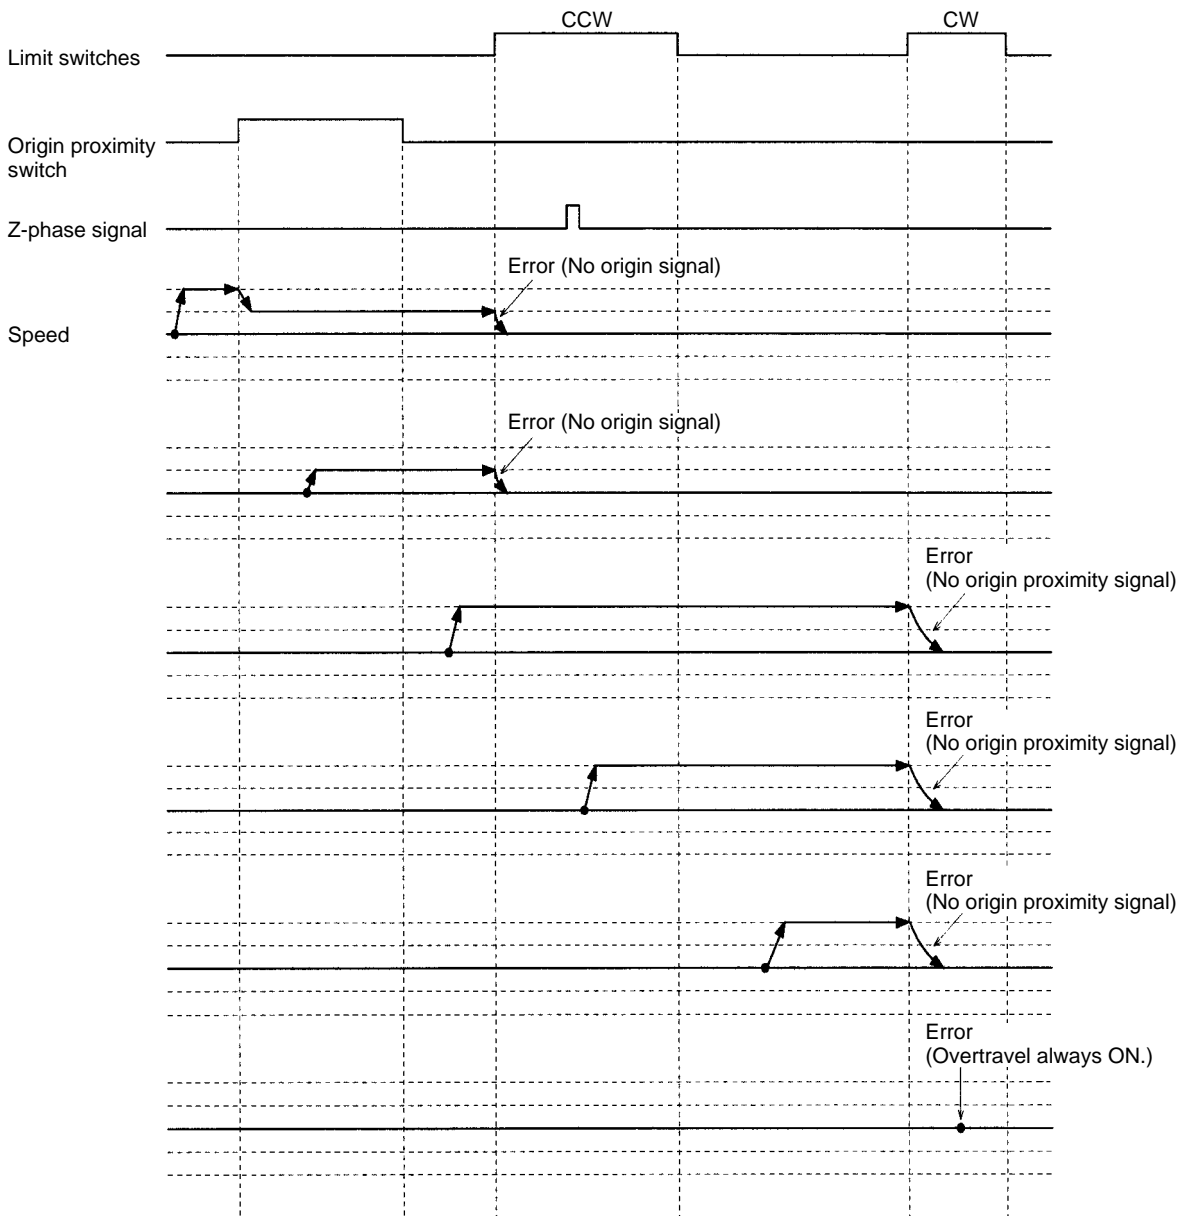 CCW
CW
Limit switches
Origin proximity
switch
Z-phase signal
Error (No origin signal)
Speed
Error (No origin signal)
Error
(No origin proximity signal)
Error
(No origin proximity signal)
Error
(No origin proximity signal)
Error
(Overtravel always ON.)